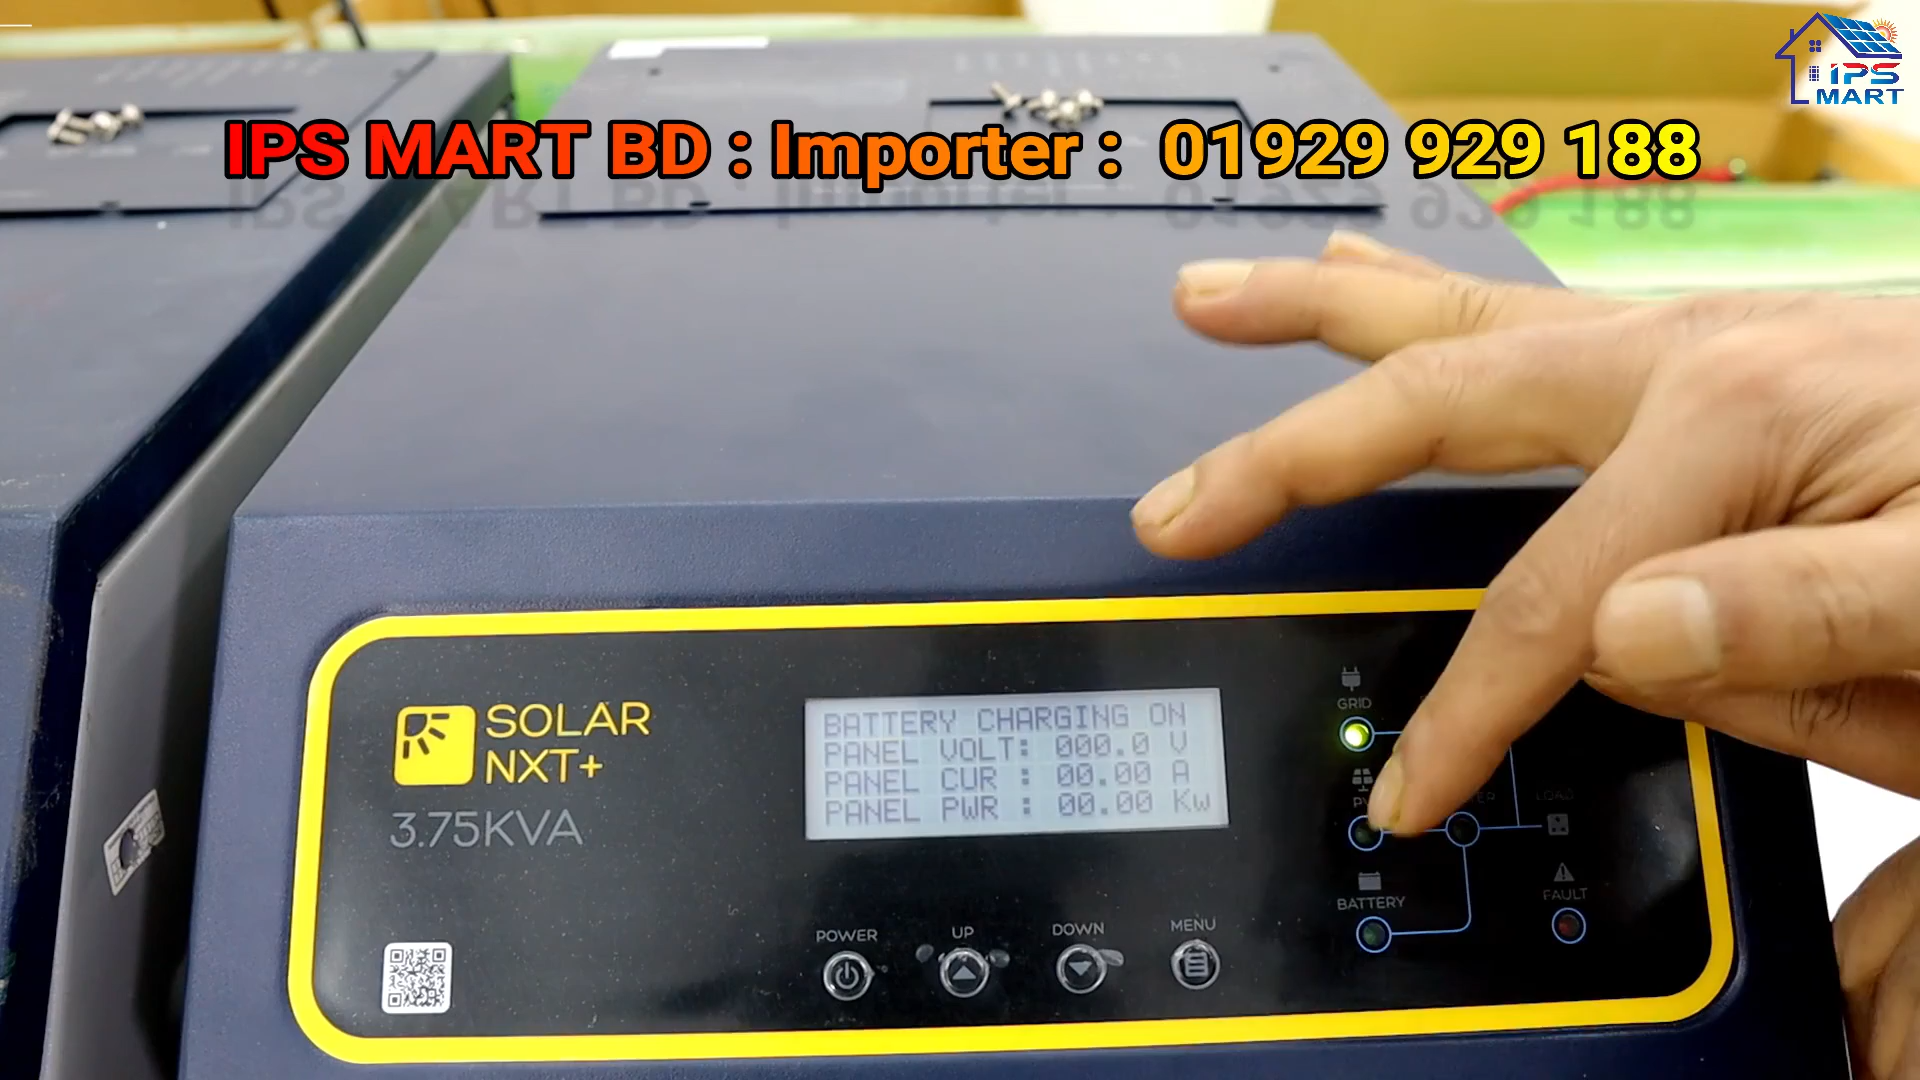 iPS
MART
IPS MART BD : Importer : 01929 929 188
SOLAR
NXT+
3.75KVA
BATTERY CHARGING ON
PANEL VOLT: 000.0 V
PANEL CUR : 00.00 A
PANEL PWR : 00.00 Kw
GRID
LOAD
BATTERY
FAULT
POWER
UP
DOWN
MENU